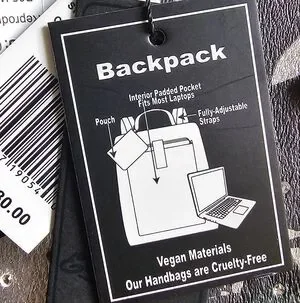 Backpack
Interior Padded Pocket
Fits Most Laptops
Pouch
Fully-Adjustable
Straps
Vegan Materials
Our Handbags are Cruelty-Free